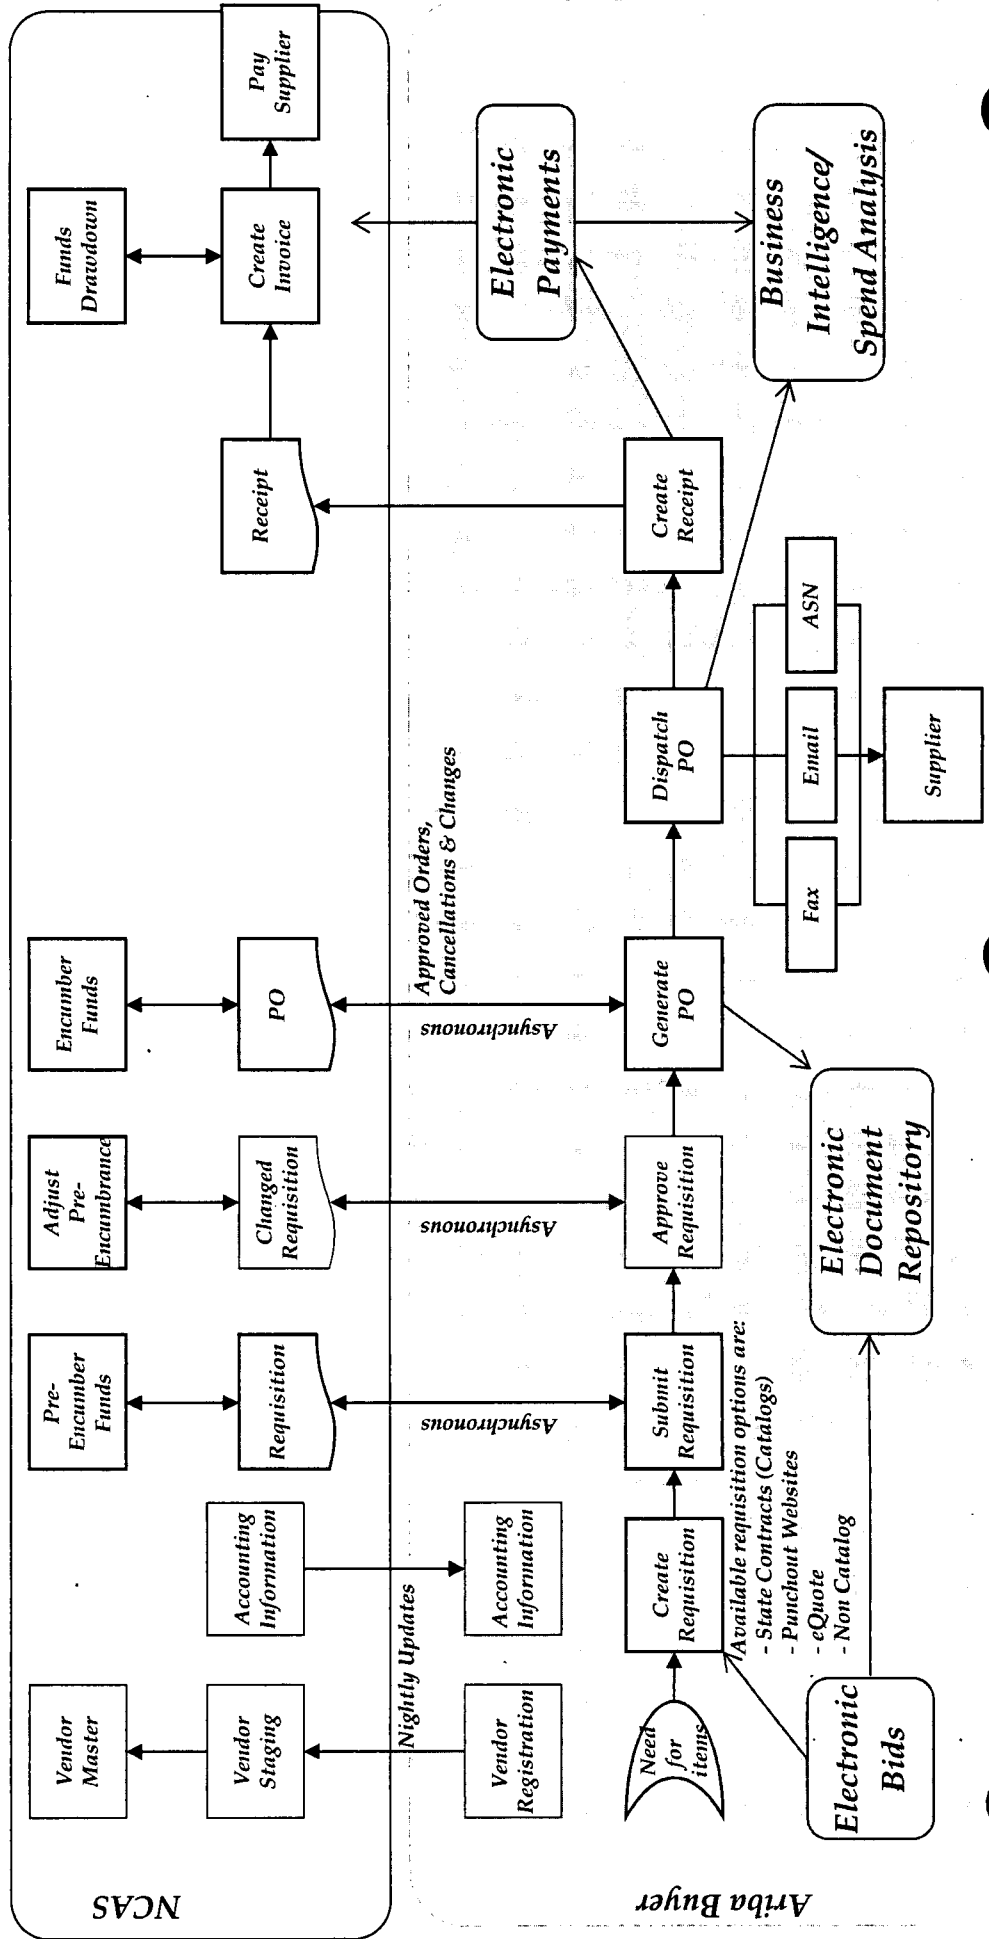 NCAS
Vendor
Master
Vendor
Staging
Accounting
Information
Pre-
Encumber
Funds
Requisition
Adjust
Pre-
Encumbrance
Changed
Requisition
Encumber
Funds
PO
Receipt
Funds
Drawdown
Create
Invoice
Pay
Supplier
Nightly Updates
Asynchronous
Asynchronous
Asynchronous
Approved Orders,
Cancellations & Changes
Ariba Buyer
Vendor
Registration
Accounting
Information
Need
for
items
Create
Requisition
Submit
Requisition
Approve
Requisition
Generate
PO
Dispatch
PO
Create
Receipt
Electronic
Payments
Available requisition options are:
- State Contracts (Catalogs)
- Punchout Websites
- eQuote
- Non Catalog
Electronic
Bids
Electronic
Document
Repository
Fax
Email
ASN
Supplier
Business
Intelligence/
Spend Analysis